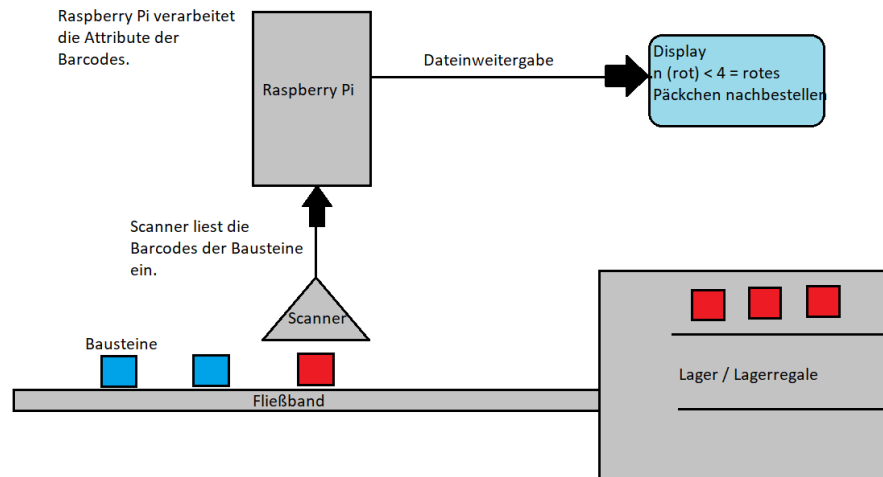 Raspberry Pi verarbeitet
die Attribute der
Barcodes.
Raspberry Pi
Dateinweitergabe
Display
n (rot) < 4 = rotes
Päckchen nachbestellen
Scanner liest die
Barcodes der Bausteine
ein.
Scanner
Bausteine
Fließband
Lager / Lagerregale